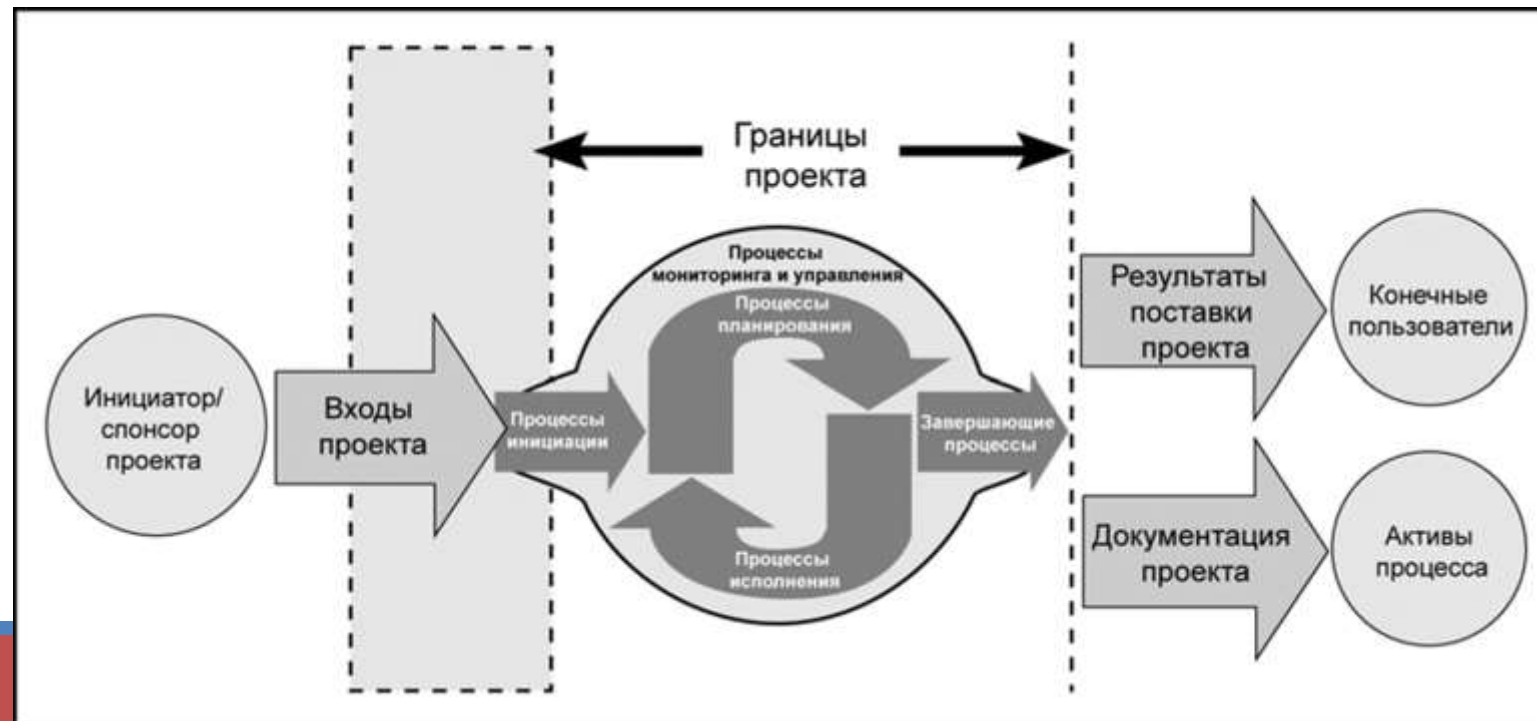 Границы
проекта
Процессы
мониторинга и управления
Процессы
планирования
Инициатор/
спонсор
проекта
Входы
проекта
Процессы
инициации
Завершающие
процессы
Процессы
исполнения
Результаты
поставки
проекта
Конечные
пользователи
Документация
проекта
Активы
процесса